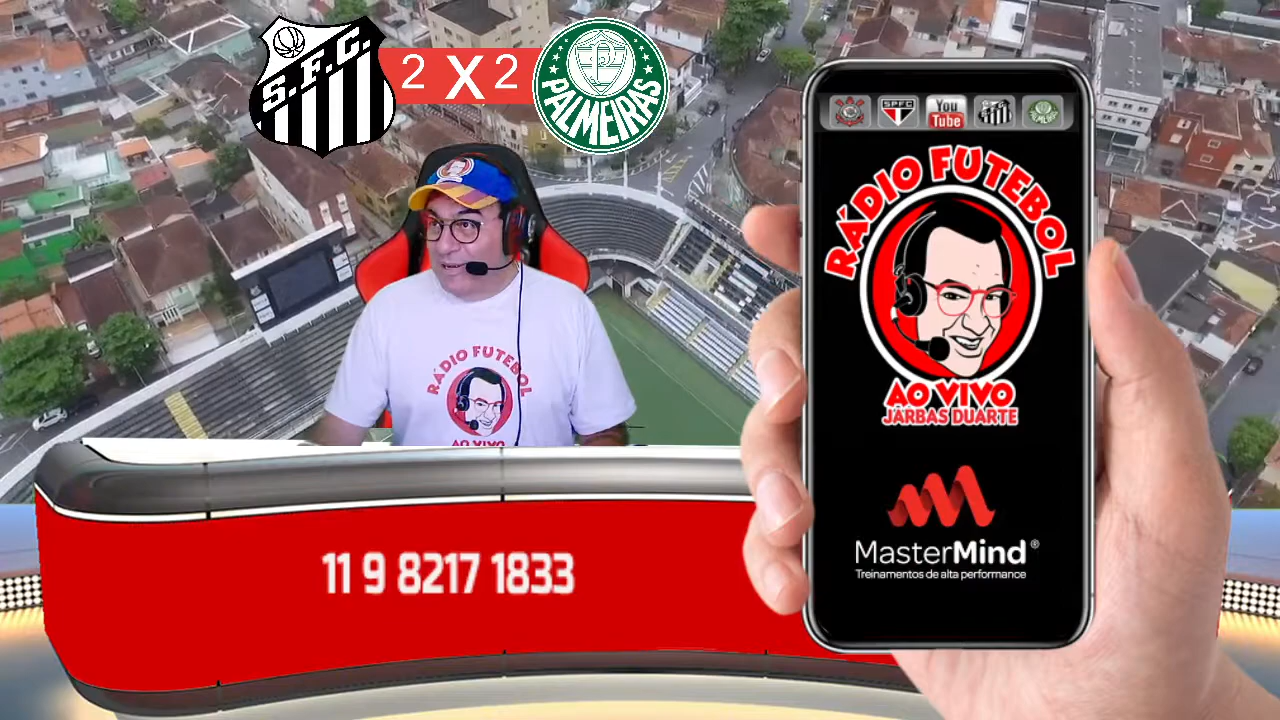 S.F.C.
2 X 2
PALMEIRAS
SPFC
You
Tube
RÁDIO FUTEBOL
AO VIVO
JARBAS DUARTE
RÁDIO FUTEBOL
AO VIVO
MasterMind®
Treinamentos de alta performance
11 9 8217 1833